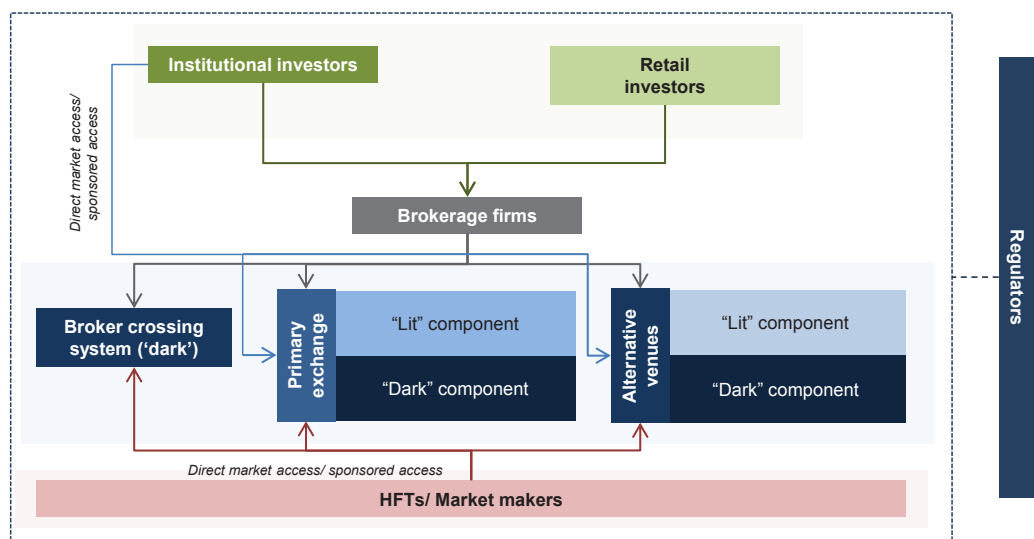 Institutional investors
Retail
investors
Direct market access/
sponsored access
Brokerage firms
Regulators
Broker crossing
system (‘dark’)
Primary
exchange
“Lit” component
“Dark” component
Alternative
venues
“Lit” component
“Dark” component
Direct market access/ sponsored access
HFTs/ Market makers